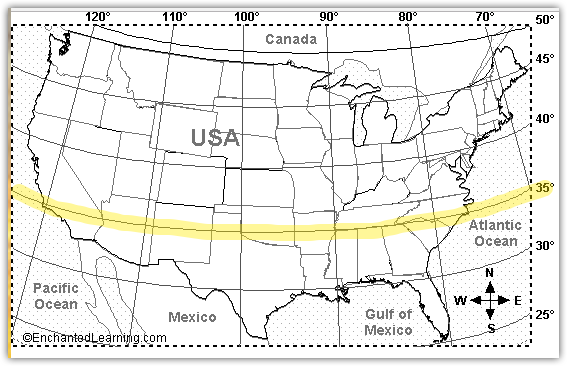 120° 110° 100° 90° 80° 70° 50°
Canada
45°
USA
40°
35°
Atlantic
Ocean
30°
N
W E
S
Pacific
Ocean
Mexico
Gulf of
Mexico
25°
©EnchantedLearning.com